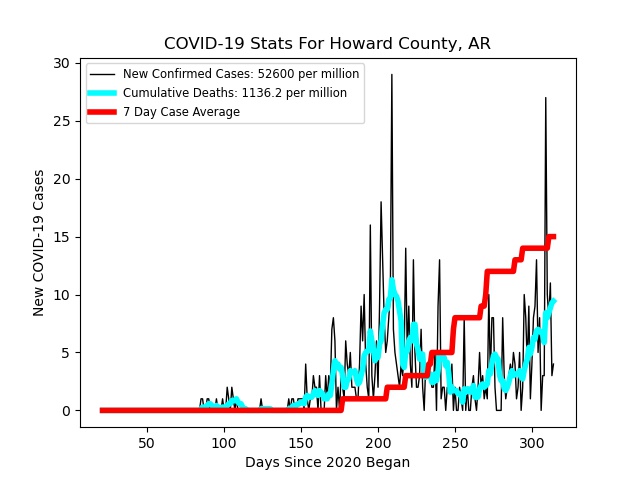 COVID-19 Stats For Howard County, AR
New Confirmed Cases: 52600 per million
Cumulative Deaths: 1136.2 per million
7 Day Case Average
30
25
20
15
10
5
0
New COVID-19 Cases
50 100 150 200 250 300
Days Since 2020 Began